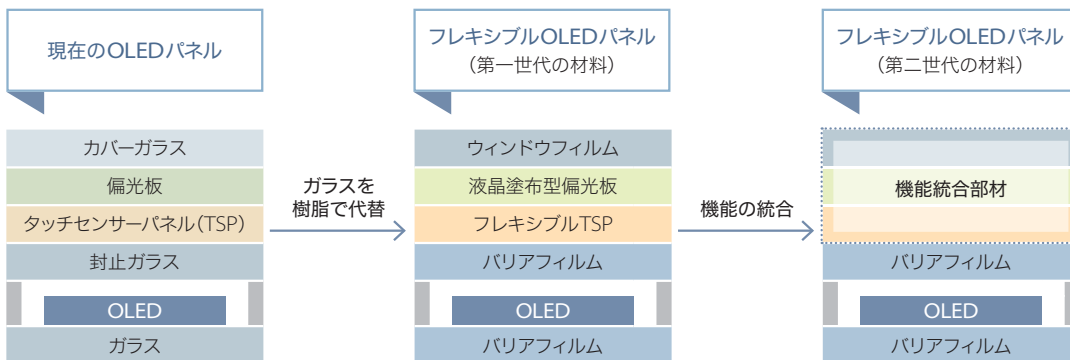 現在のOLEDパネル
カバーガラス
偏光板
タッチセンサーパネル(TSP)
封止ガラス
OLED
ガラス
ガラスを
樹脂で代替
フレキシブルOLEDパネル
（第一世代の材料）
ウィンドウフィルム
液晶塗布型偏光板
フレキシブルTSP
バリアフィルム
OLED
バリアフィルム
機能の統合
フレキシブルOLEDパネル
（第二世代の材料）
機能統合部材
バリアフィルム
OLED
バリアフィルム